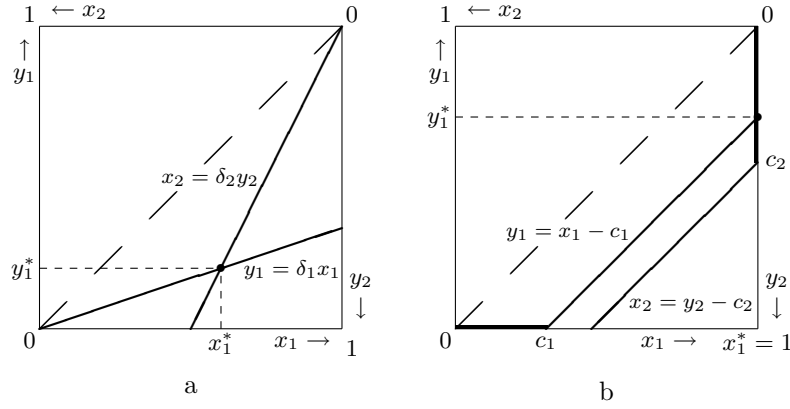 1 ← x₂ 0
↑
y₁
x₂ = δ₂y₂
y₁* y₁ = δ₁x₁
y₂
↓
0 x₁* x₁ → 1
a
1 ← x₂ 0
↑
y₁
y₁*
c₂
y₁ = x₁ − c₁
y₂
x₂ = y₂ − c₂ ↓
0 c₁ x₁ → x₁* = 1
b